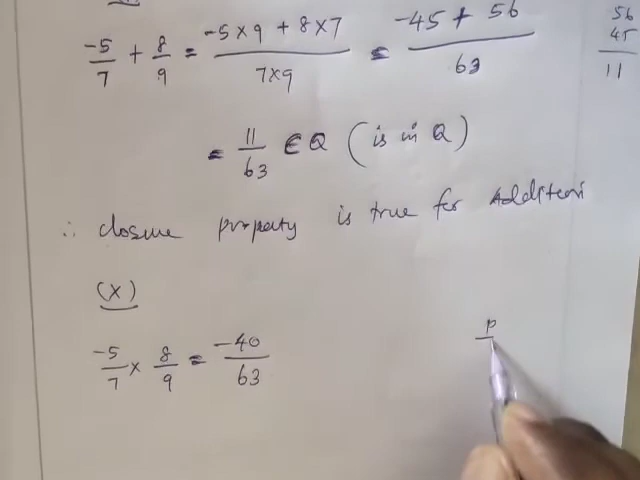 -5/7 + 8/9 = -5×9 + 8×7 / 7×9 = -45 + 56 / 63
56
45
11
= 11/63 ∈ Q (is in Q)
∴ closure property is true for Addition
(×)
-5/7 × 8/9 = -40/63
p